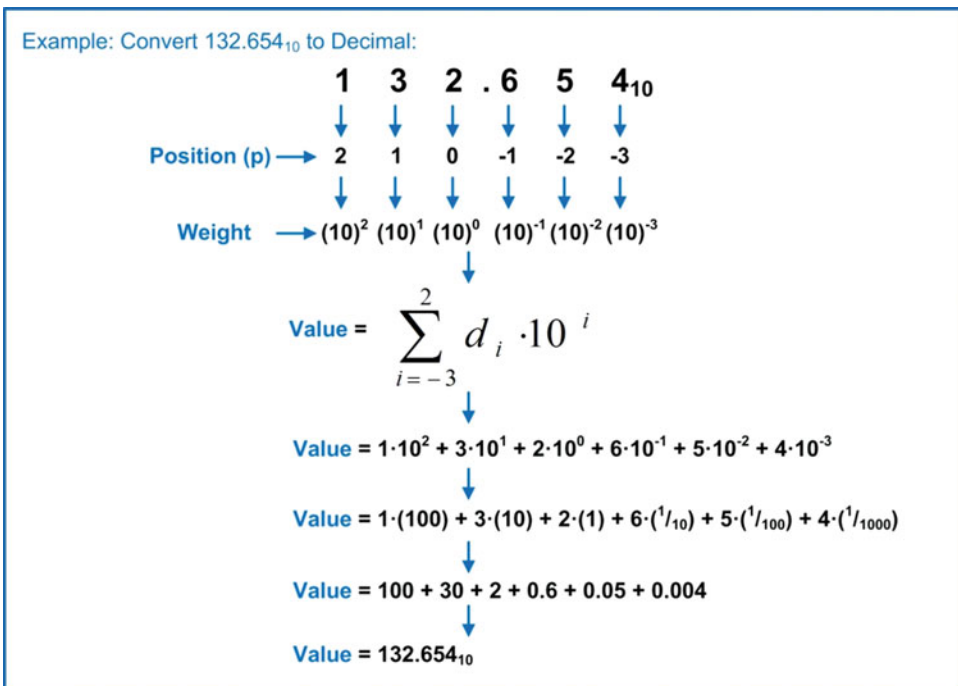 Example: Convert 132.654₁₀ to Decimal:
1 3 2 . 6 5 4₁₀
Position (p) 2 1 0 -1 -2 -3
Weight (10)² (10)¹ (10)⁰ (10)⁻¹ (10)⁻² (10)⁻³
2
Value = ∑ d ᵢ ·10 ⁱ
i = – 3
Value = 1·10² + 3·10¹ + 2·10⁰ + 6·10⁻¹ + 5·10⁻² + 4·10⁻³
Value = 1·(100) + 3·(10) + 2·(1) + 6·(¹/₁₀) + 5·(¹/₁₀₀) + 4·(¹/₁₀₀₀)
Value = 100 + 30 + 2 + 0.6 + 0.05 + 0.004
Value = 132.654₁₀